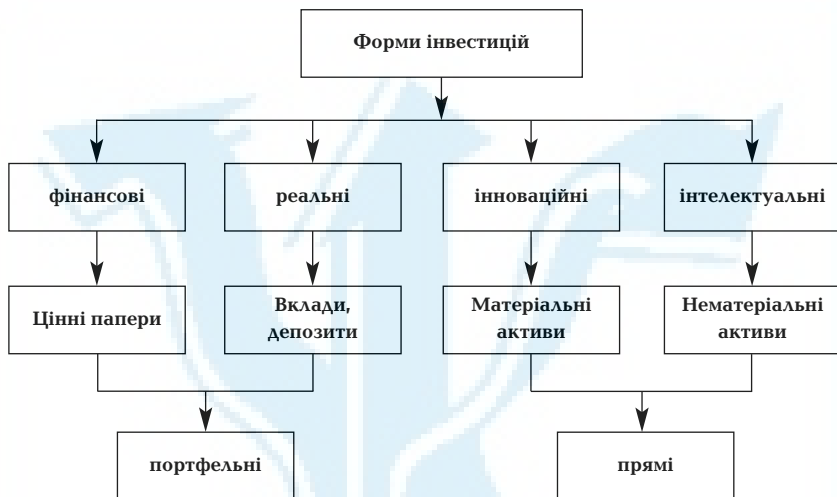 Форми інвестицій
фінансові
реальні
інноваційні
інтелектуальні
Цінні папери
Вклади,
депозити
Матеріальні
активи
Нематеріальні
активи
портфельні
прямі